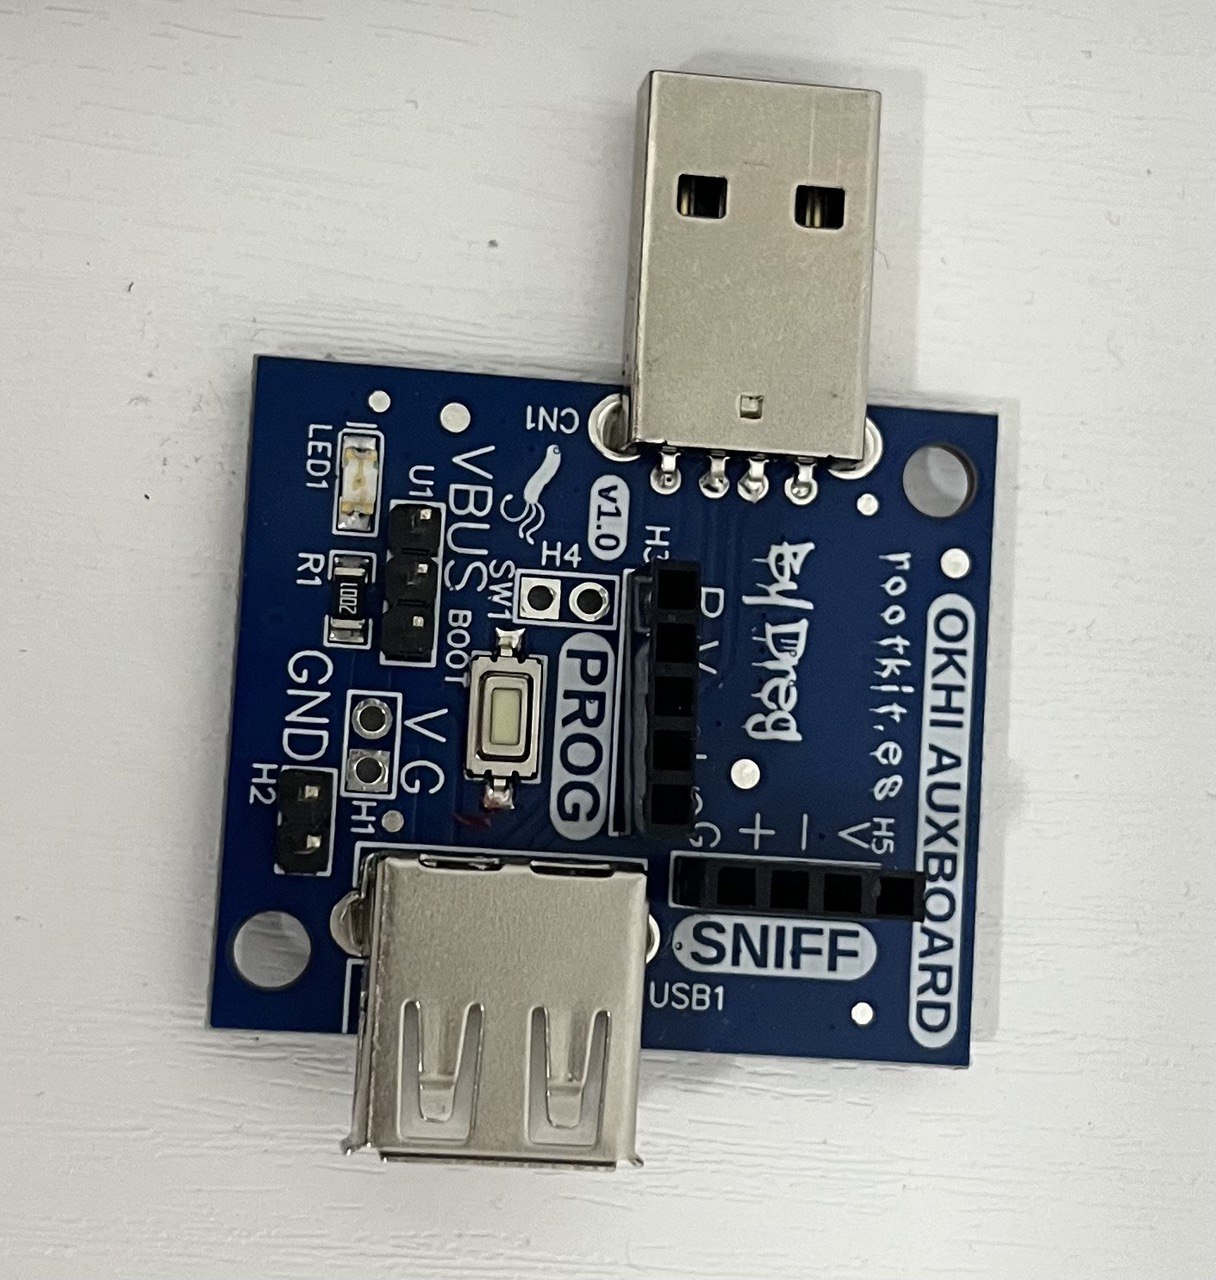 CN1
LED1
U1
VBUS
v1.0
H4
SW1
R1
1002
BOOT
By Dreg
rootkit.es
OKHI AUXBOARD
PROG
GND
V
G
H2
H1
V
G
G + - V
H5
SNIFF
USB1